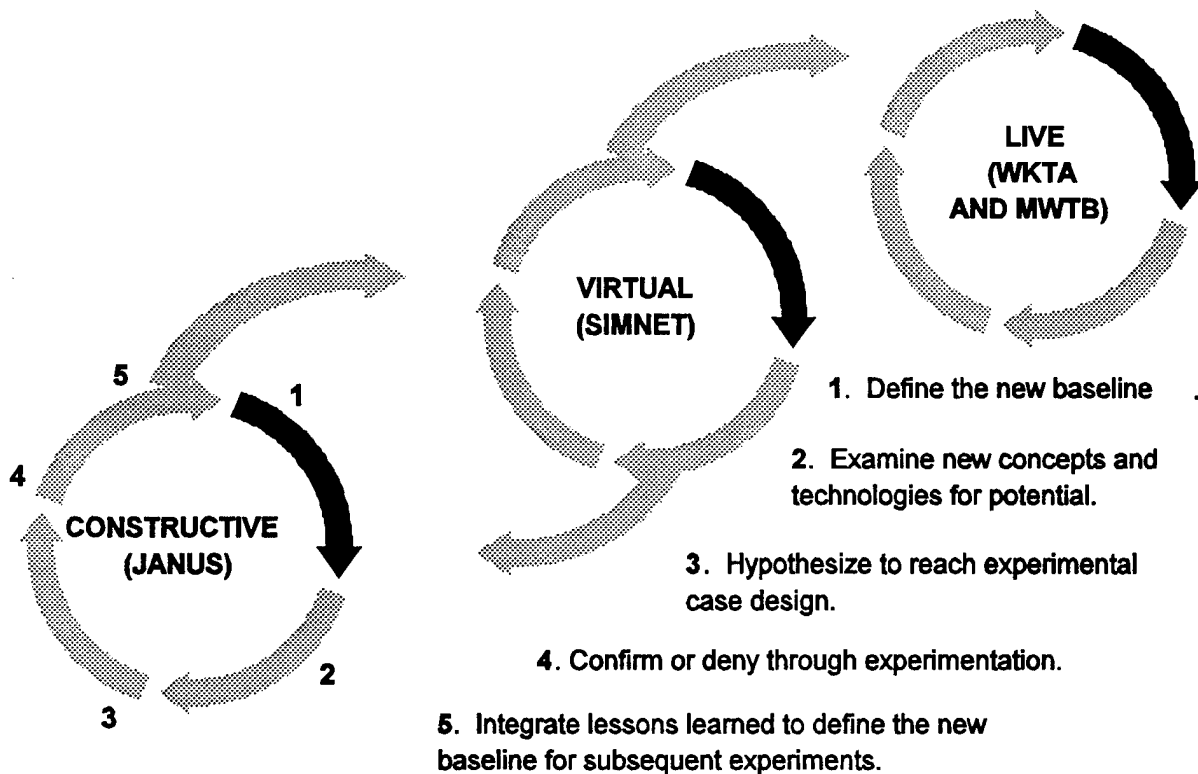 LIVE
(WKTA
AND MWTB)
VIRTUAL
(SIMNET)
5
1
4
CONSTRUCTIVE
(JANUS)
2
3
1. Define the new baseline .
2. Examine new concepts and
technologies for potential.
3. Hypothesize to reach experimental
case design.
4. Confirm or deny through experimentation.
5. Integrate lessons learned to define the new
baseline for subsequent experiments.